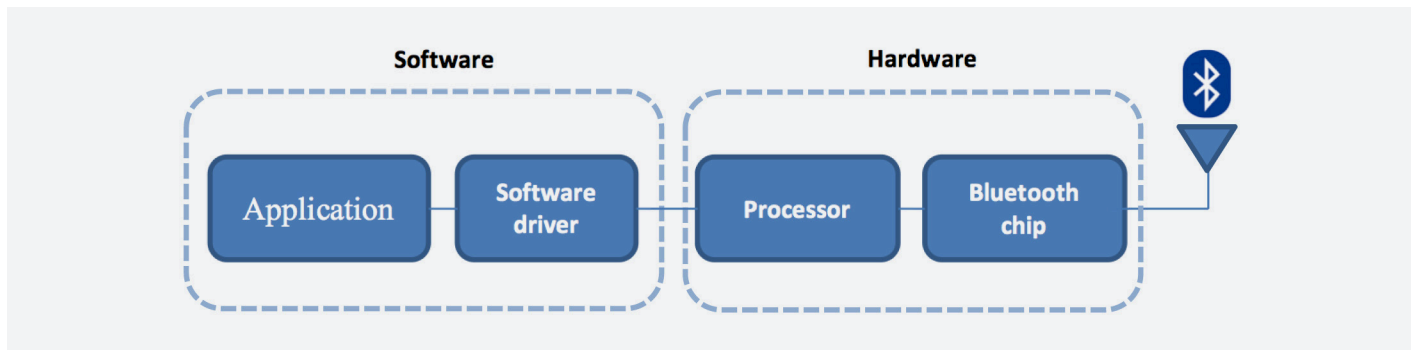 Software
Hardware
Application
Software
driver
Processor
Bluetooth
chip